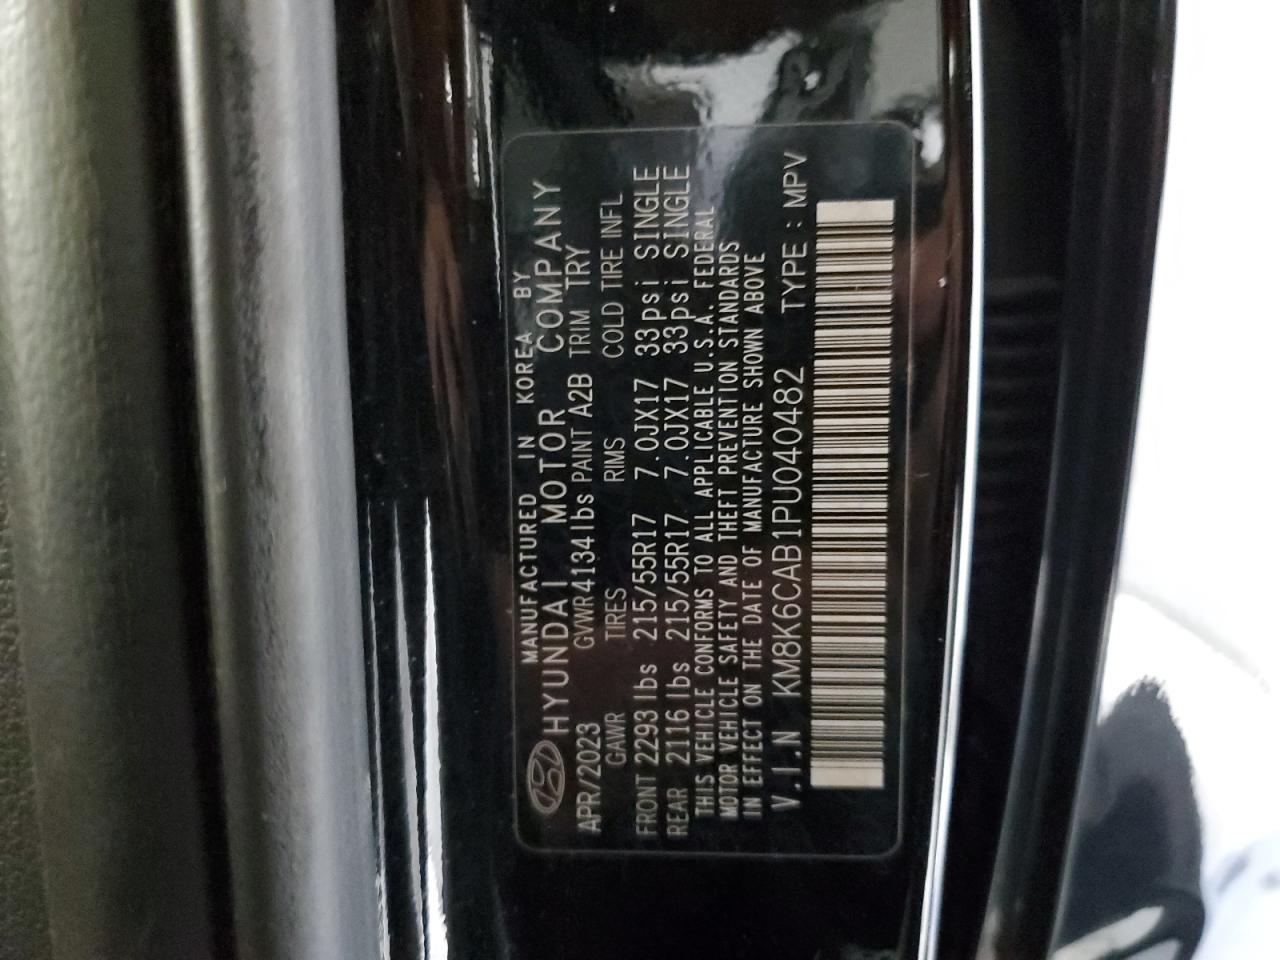 MANUFACTURED IN KOREA BY
HYUNDAI MOTOR COMPANY
APR/2023 GVWR 4134 lbs PAINT A2B TRIM TRY
GAWR TIRES RIMS COLD TIRE INFL
FRONT 2293 lbs 215/55R17 7.0JX17 33psi SINGLE
REAR 2116 lbs 215/55R17 7.0JX17 33psi SINGLE
THIS VEHICLE CONFORMS TO ALL APPLICABLE U.S.A. FEDERAL
MOTOR VEHICLE SAFETY AND THEFT PREVENTION STANDARDS
IN EFFECT ON THE DATE OF MANUFACTURE SHOWN ABOVE
V.I.N KM8K6CAB1PU040482 TYPE : MPV